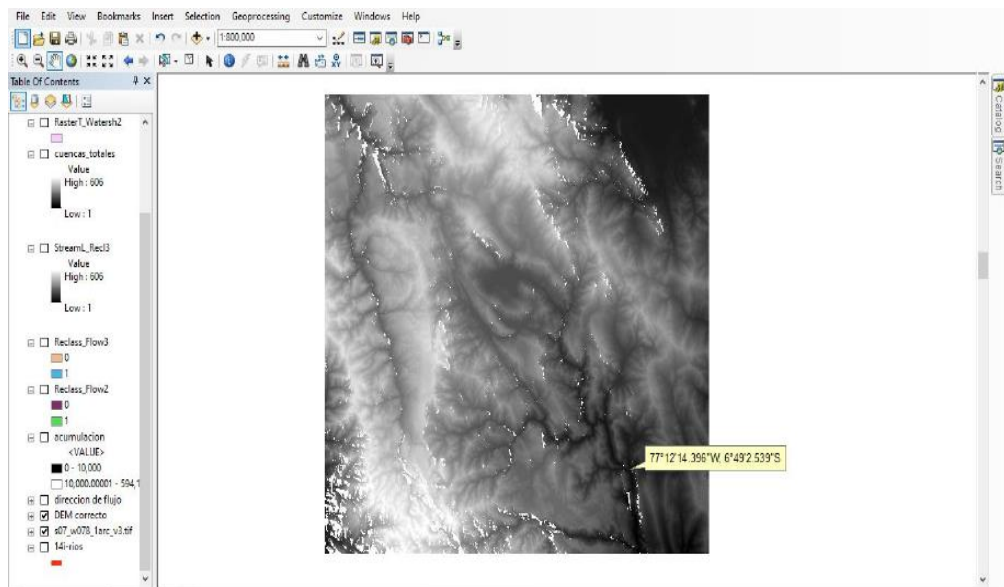 File Edit View Bookmarks Insert Selection Geoprocessing Customize Windows Help
1:800,000
Table Of Contents
RasterT_Watersh2
cuencas_totales
Value
High : 606
Low : 1
StreamL_Recl3
Value
High : 606
Low : 1
Reclass_Flow3
0
1
Reclass_Flow2
0
1
acumulacion
<VALUE>
0 - 10,000
10,000.00001 - 594,1
direccion de flujo
DEM correcto
s07_w078_1arc_v3.tif
14i-rios
77°12'14.396"W, 6°49'2.539"S
Catalog
Search